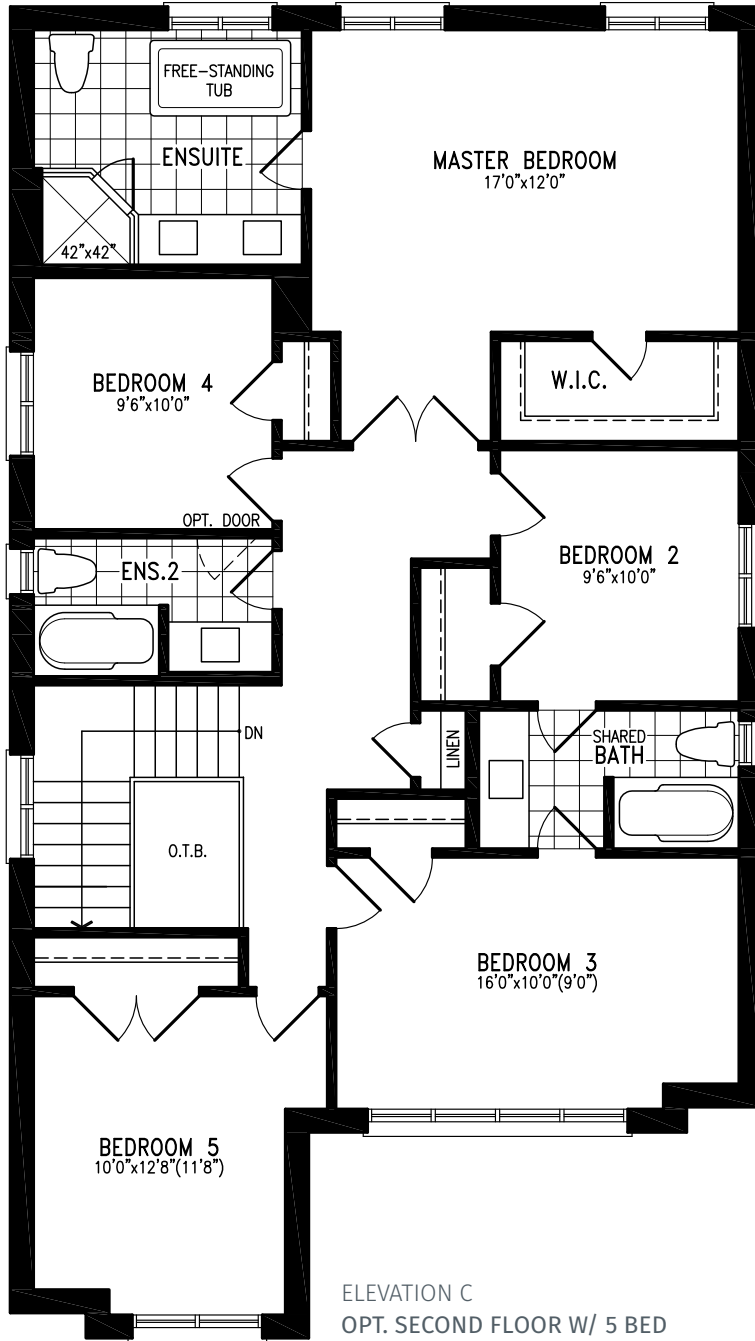 FREE-STANDING
TUB
ENSUITE
42"x42"
MASTER BEDROOM
17'0"x12'0"
BEDROOM 4
9'6"x10'0"
W.I.C.
OPT. DOOR
ENS.2
BEDROOM 2
9'6"x10'0"
DN
LINEN
SHARED
BATH
O.T.B.
BEDROOM 3
16'0"x10'0"(9'0")
BEDROOM 5
10'0"x12'8"(11'8")
ELEVATION C
OPT. SECOND FLOOR W/ 5 BED